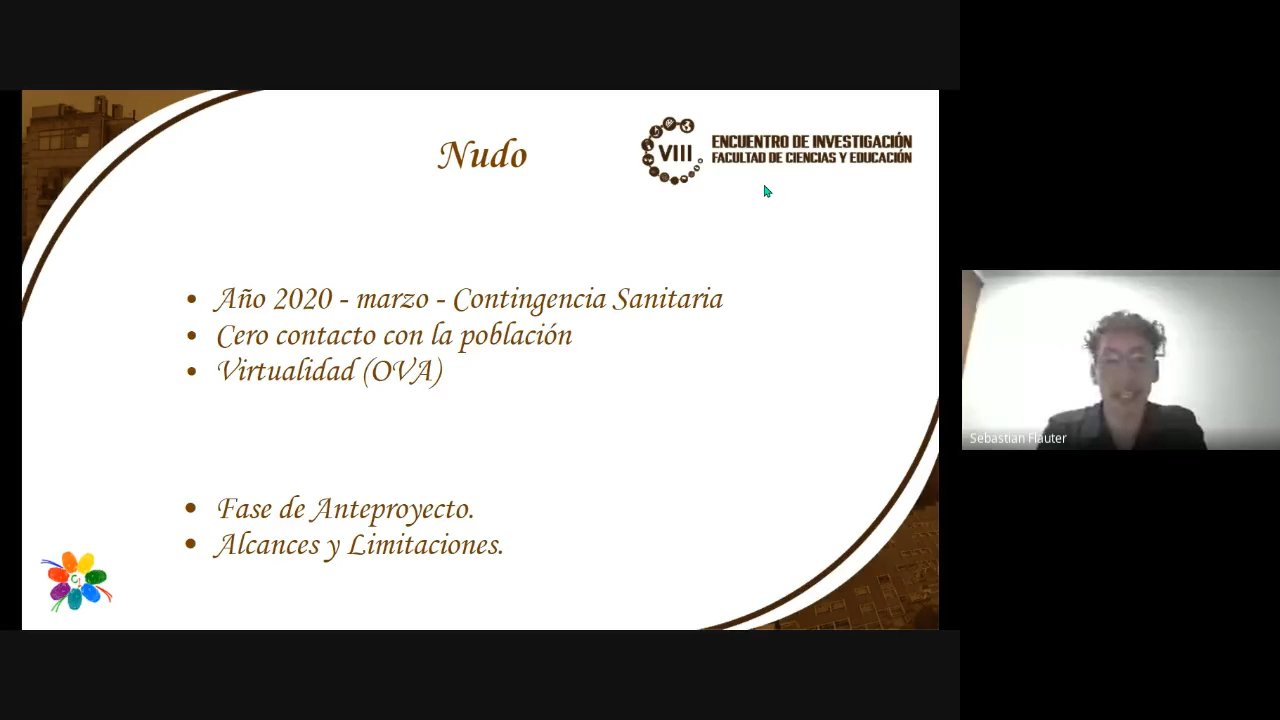 Nudo
VIII
ENCUENTRO DE INVESTIGACIÓN
FACULTAD DE CIENCIAS Y EDUCACIÓN
• Año 2020 - marzo - Contingencia Sanitaria
• Cero contacto con la población
• Virtualidad (OVA)
• Fase de Anteproyecto.
• Alcances y Limitaciones.
Sebastian Flauter